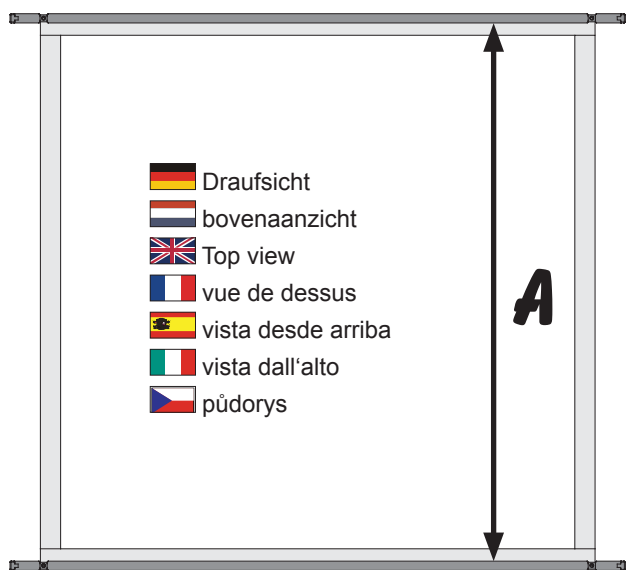 Draufsicht
bovenaanzicht
Top view
A
vue de dessus
vista desde arriba
vista dall‘alto
půdorys